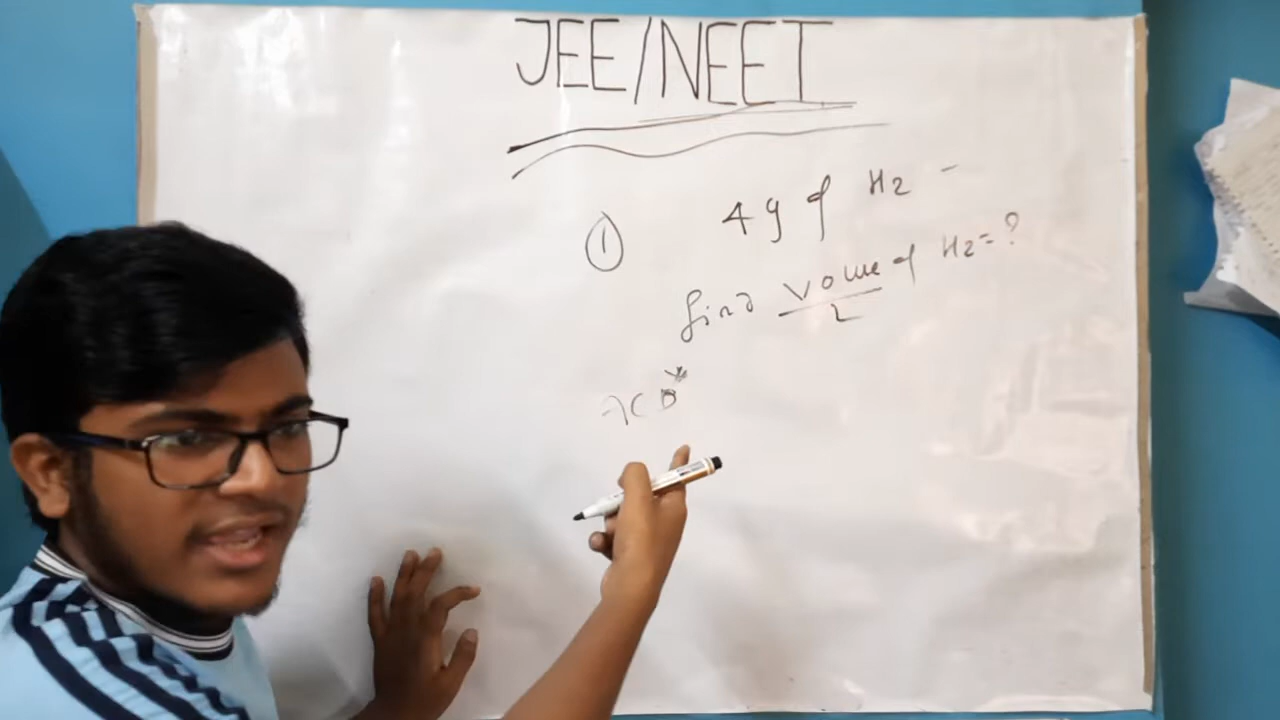 JEE/NEET
① 4g of H2 -
find volume of H2=?
L